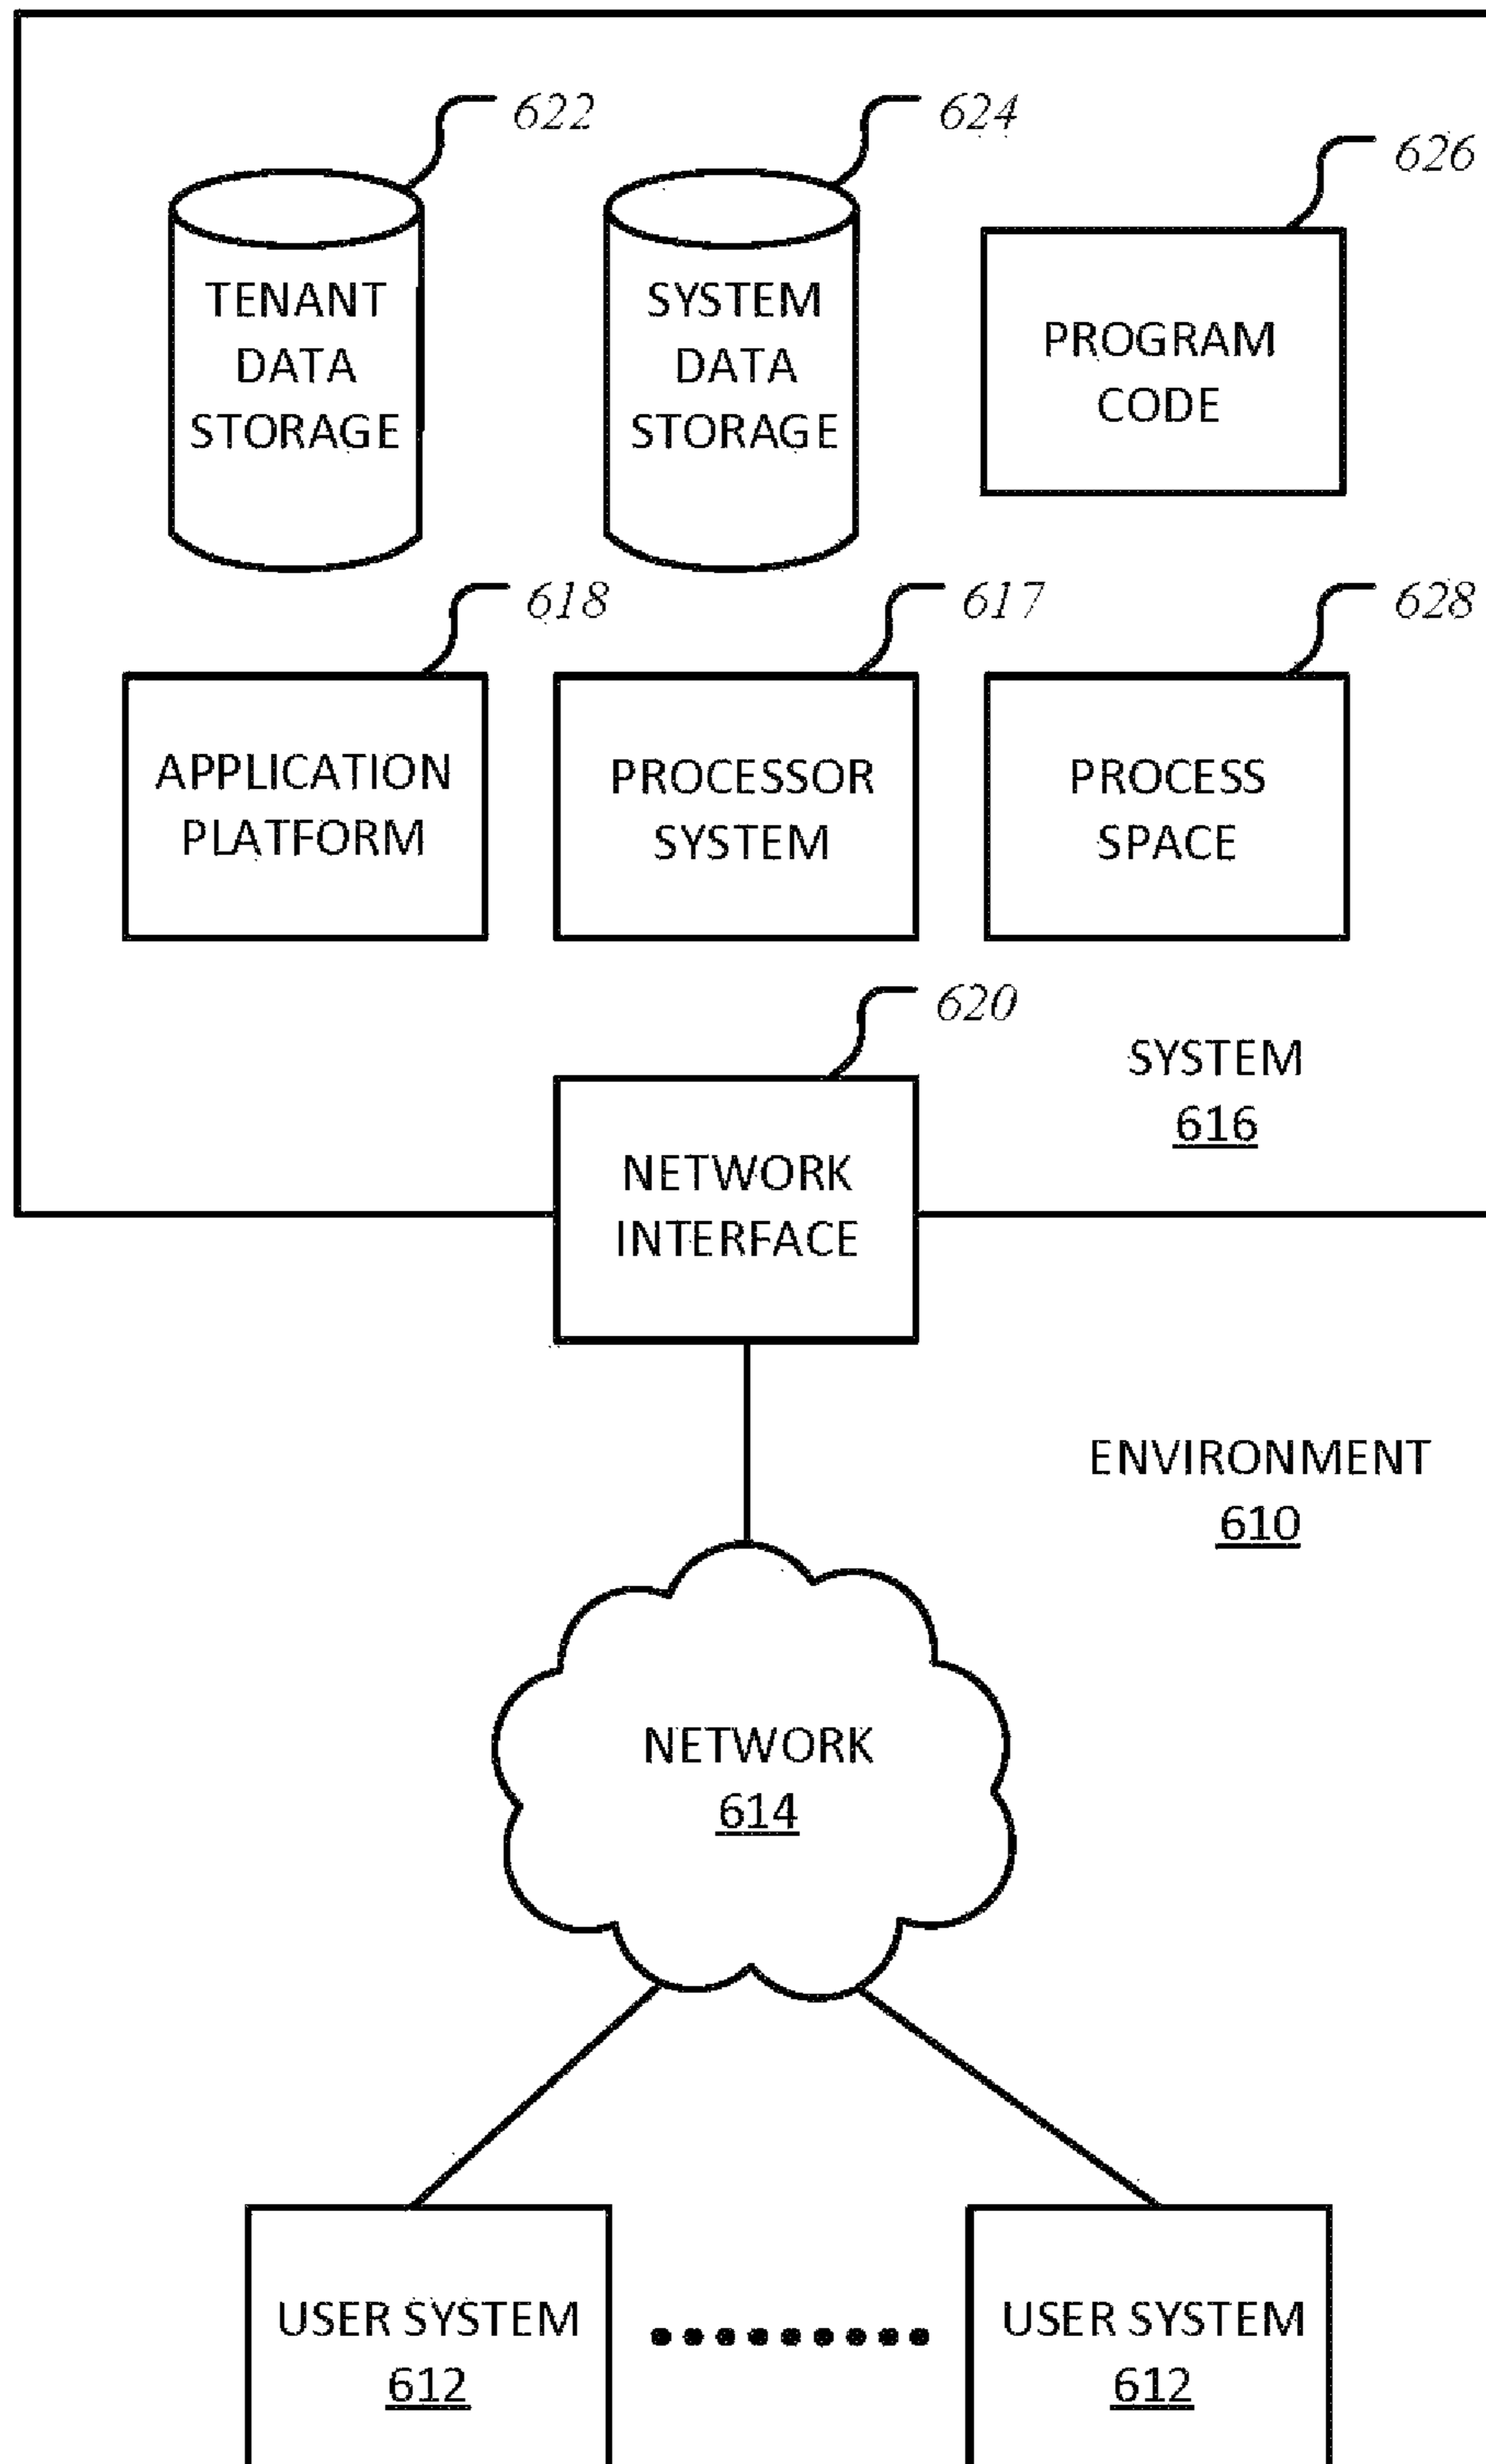 622
624
626
TENANT
DATA
STORAGE
SYSTEM
DATA
STORAGE
PROGRAM
CODE
618
617
628
APPLICATION
PLATFORM
PROCESSOR
SYSTEM
PROCESS
SPACE
620
SYSTEM
616
NETWORK
INTERFACE
ENVIRONMENT
610
NETWORK
614
USER SYSTEM
612
USER SYSTEM
612